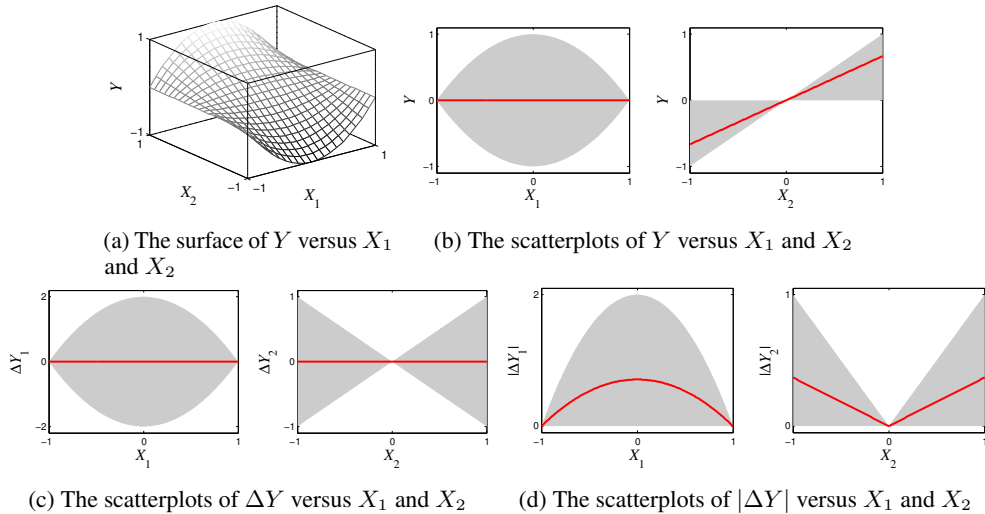 1
Y
−1
1
X2
−1
−1
X1
1
1
Y
0
−1
−1
0
1
X1
1
Y
0
−1
−1
0
1
X2
(a) The surface of Y versus X1
and X2
(b) The scatterplots of Y versus X1 and X2
2
ΔY1
0
−2
−1
0
1
X1
1
ΔY2
0
−1
−1
0
1
X2
2
|ΔY1|
0
−1
0
1
X1
1
|ΔY2|
0
−1
0
1
X2
(c) The scatterplots of ΔY versus X1 and X2
(d) The scatterplots of |ΔY| versus X1 and X2